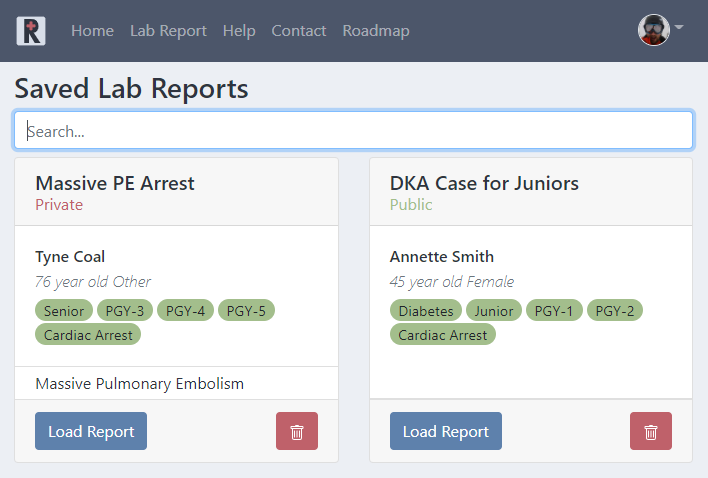 R Home Lab Report Help Contact Roadmap
Saved Lab Reports
Search...
Massive PE Arrest
Private
Tyne Coal
76 year old Other
Senior PGY-3 PGY-4 PGY-5
Cardiac Arrest
Massive Pulmonary Embolism
Load Report
DKA Case for Juniors
Public
Annette Smith
45 year old Female
Diabetes Junior PGY-1 PGY-2
Cardiac Arrest
Load Report